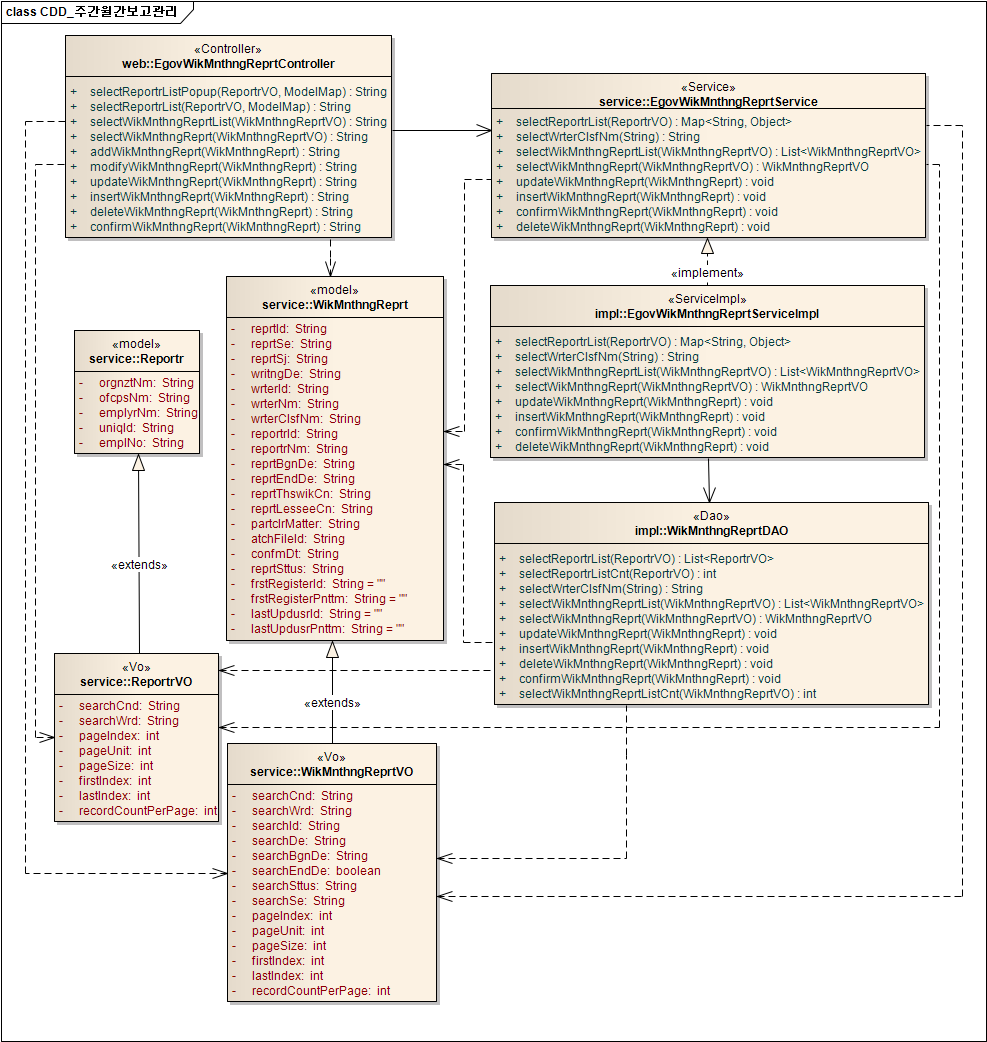 class CDD_주간월간보고관리
«Controller»
web::EgovWikMnthngReprtController
+ selectReportrListPopup(ReportrVO, ModelMap) : String
+ selectReportrList(ReportrVO, ModelMap) : String
+ selectWikMnthngReprtList(WikMnthngReprtVO) : String
+ selectWikMnthngReprt(WikMnthngReprtVO) : String
+ addWikMnthngReprt(WikMnthngReprt) : String
+ modifyWikMnthngReprt(WikMnthngReprt) : String
+ updateWikMnthngReprt(WikMnthngReprt) : String
+ insertWikMnthngReprt(WikMnthngReprt) : String
+ deleteWikMnthngReprt(WikMnthngReprt) : String
+ confirmWikMnthngReprt(WikMnthngReprt) : String
«Service»
service::EgovWikMnthngReprtService
+ selectReportrList(ReportrVO) : Map<String, Object>
+ selectWrterClsfNm(String) : String
+ selectWikMnthngReprtList(WikMnthngReprtVO) : List<WikMnthngReprtVO>
+ selectWikMnthngReprt(WikMnthngReprtVO) : WikMnthngReprtVO
+ updateWikMnthngReprt(WikMnthngReprt) : void
+ insertWikMnthngReprt(WikMnthngReprt) : void
+ confirmWikMnthngReprt(WikMnthngReprt) : void
+ deleteWikMnthngReprt(WikMnthngReprt) : void
«implement»
«ServiceImpl»
impl::EgovWikMnthngReprtServiceImpl
+ selectReportrList(ReportrVO) : Map<String, Object>
+ selectWrterClsfNm(String) : String
+ selectWikMnthngReprtList(WikMnthngReprtVO) : List<WikMnthngReprtVO>
+ selectWikMnthngReprt(WikMnthngReprtVO) : WikMnthngReprtVO
+ updateWikMnthngReprt(WikMnthngReprt) : void
+ insertWikMnthngReprt(WikMnthngReprt) : void
+ confirmWikMnthngReprt(WikMnthngReprt) : void
+ deleteWikMnthngReprt(WikMnthngReprt) : void
«model»
service::WikMnthngReprt
- reprtId: String
- reprtSe: String
- reprtSj: String
- writngDe: String
- wrterId: String
- wrterNm: String
- wrterClsfNm: String
- reportrId: String
- reportrNm: String
- reprtBgnDe: String
- reprtEndDe: String
- reprtThswikCn: String
- reprtLesseeCn: String
- partclrMatter: String
- atchFileId: String
- confmDt: String
- reprtSttus: String
- frstRegisterId: String = ""
- frstRegisterPnttm: String = ""
- lastUpdusrId: String = ""
- lastUpdusrPnttm: String = ""
«model»
service::Reportr
- orgnztNm: String
- ofcpsNm: String
- emplyrNm: String
- uniqId: String
- emplNo: String
«extends»
«Dao»
impl::WikMnthngReprtDAO
+ selectReportrList(ReportrVO) : List<ReportrVO>
+ selectReportrListCnt(ReportrVO) : int
+ selectWrterClsfNm(String) : String
+ selectWikMnthngReprtList(WikMnthngReprtVO) : List<WikMnthngReprtVO>
+ selectWikMnthngReprt(WikMnthngReprtVO) : WikMnthngReprtVO
+ updateWikMnthngReprt(WikMnthngReprt) : void
+ insertWikMnthngReprt(WikMnthngReprt) : void
+ deleteWikMnthngReprt(WikMnthngReprt) : void
+ confirmWikMnthngReprt(WikMnthngReprt) : void
+ selectWikMnthngReprtListCnt(WikMnthngReprtVO) : int
«Vo»
service::ReportrVO
- searchCnd: String
- searchWrd: String
- pageIndex: int
- pageUnit: int
- pageSize: int
- firstIndex: int
- lastIndex: int
- recordCountPerPage: int
«extends»
«Vo»
service::WikMnthngReprtVO
- searchCnd: String
- searchWrd: String
- searchId: String
- searchDe: String
- searchBgnDe: String
- searchEndDe: boolean
- searchSttus: String
- searchSe: String
- pageIndex: int
- pageUnit: int
- pageSize: int
- firstIndex: int
- lastIndex: int
- recordCountPerPage: int